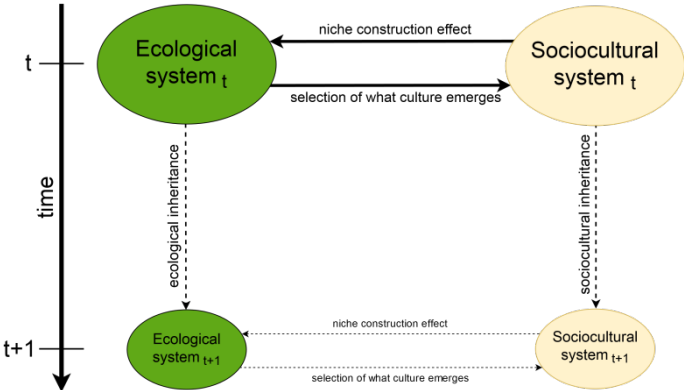 niche construction effect
Ecological
system t
Sociocultural
system t
t
selection of what culture emerges
time
ecological inheritance
sociocultural inheritance
niche construction effect
Ecological
system t+1
Sociocultural
system t+1
t+1
selection of what culture emerges